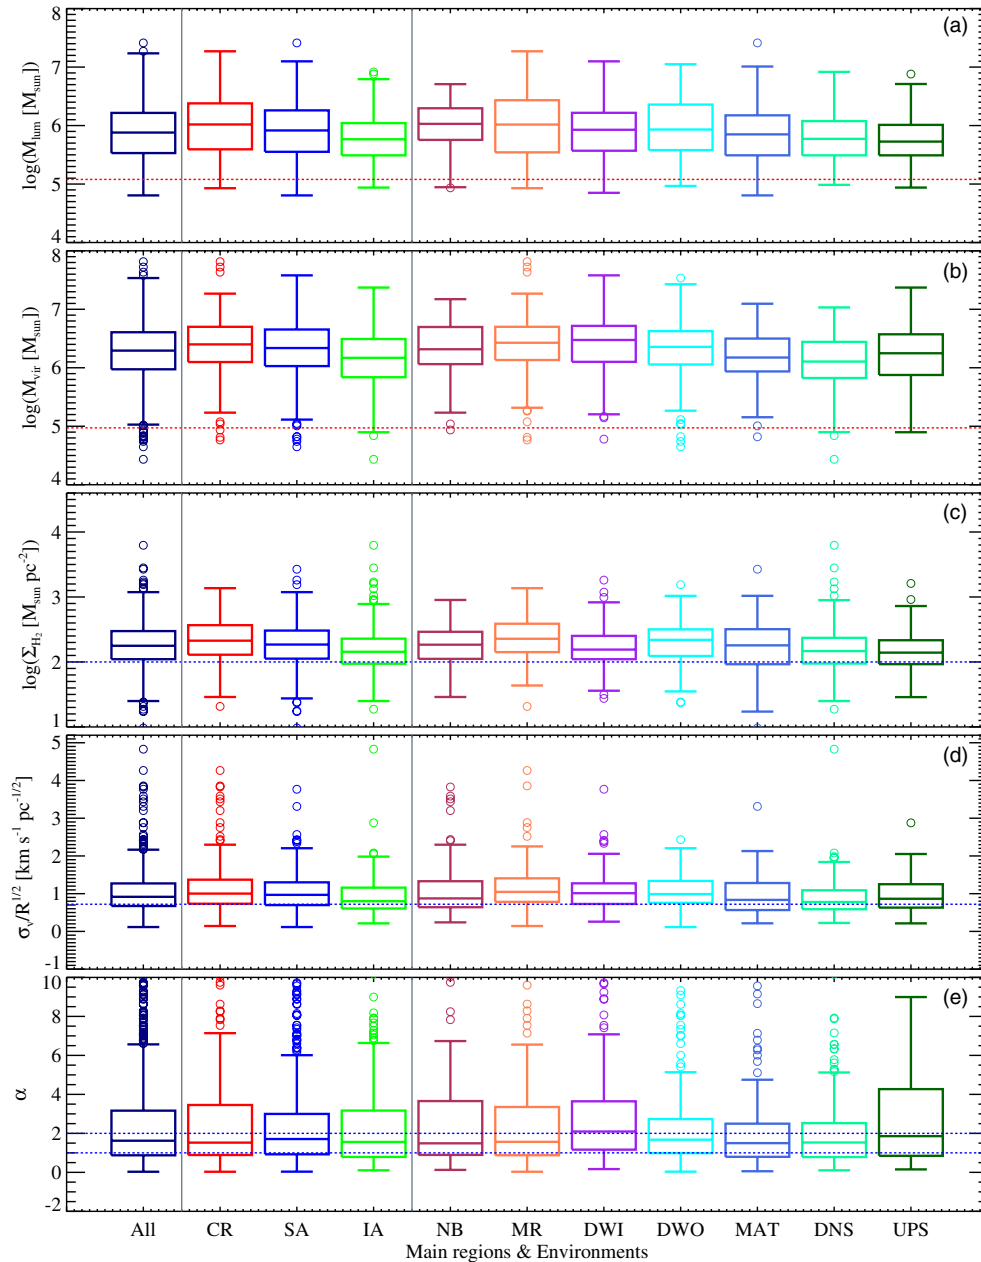 (a)
8
7
6
5
4
log(M_lum [M_sun])
(b)
8
7
6
5
4
log(M_vir [M_sun])
(c)
4
3
2
1
log(Σ_H₂ [M_sun pc⁻²])
(d)
5
4
3
2
1
0
-1
σ_v/R^1/2 [km s⁻¹ pc^-1/2]
(e)
10
8
6
4
2
0
-2
α
All CR SA IA NB MR DWI DWO MAT DNS UPS
Main regions & Environments